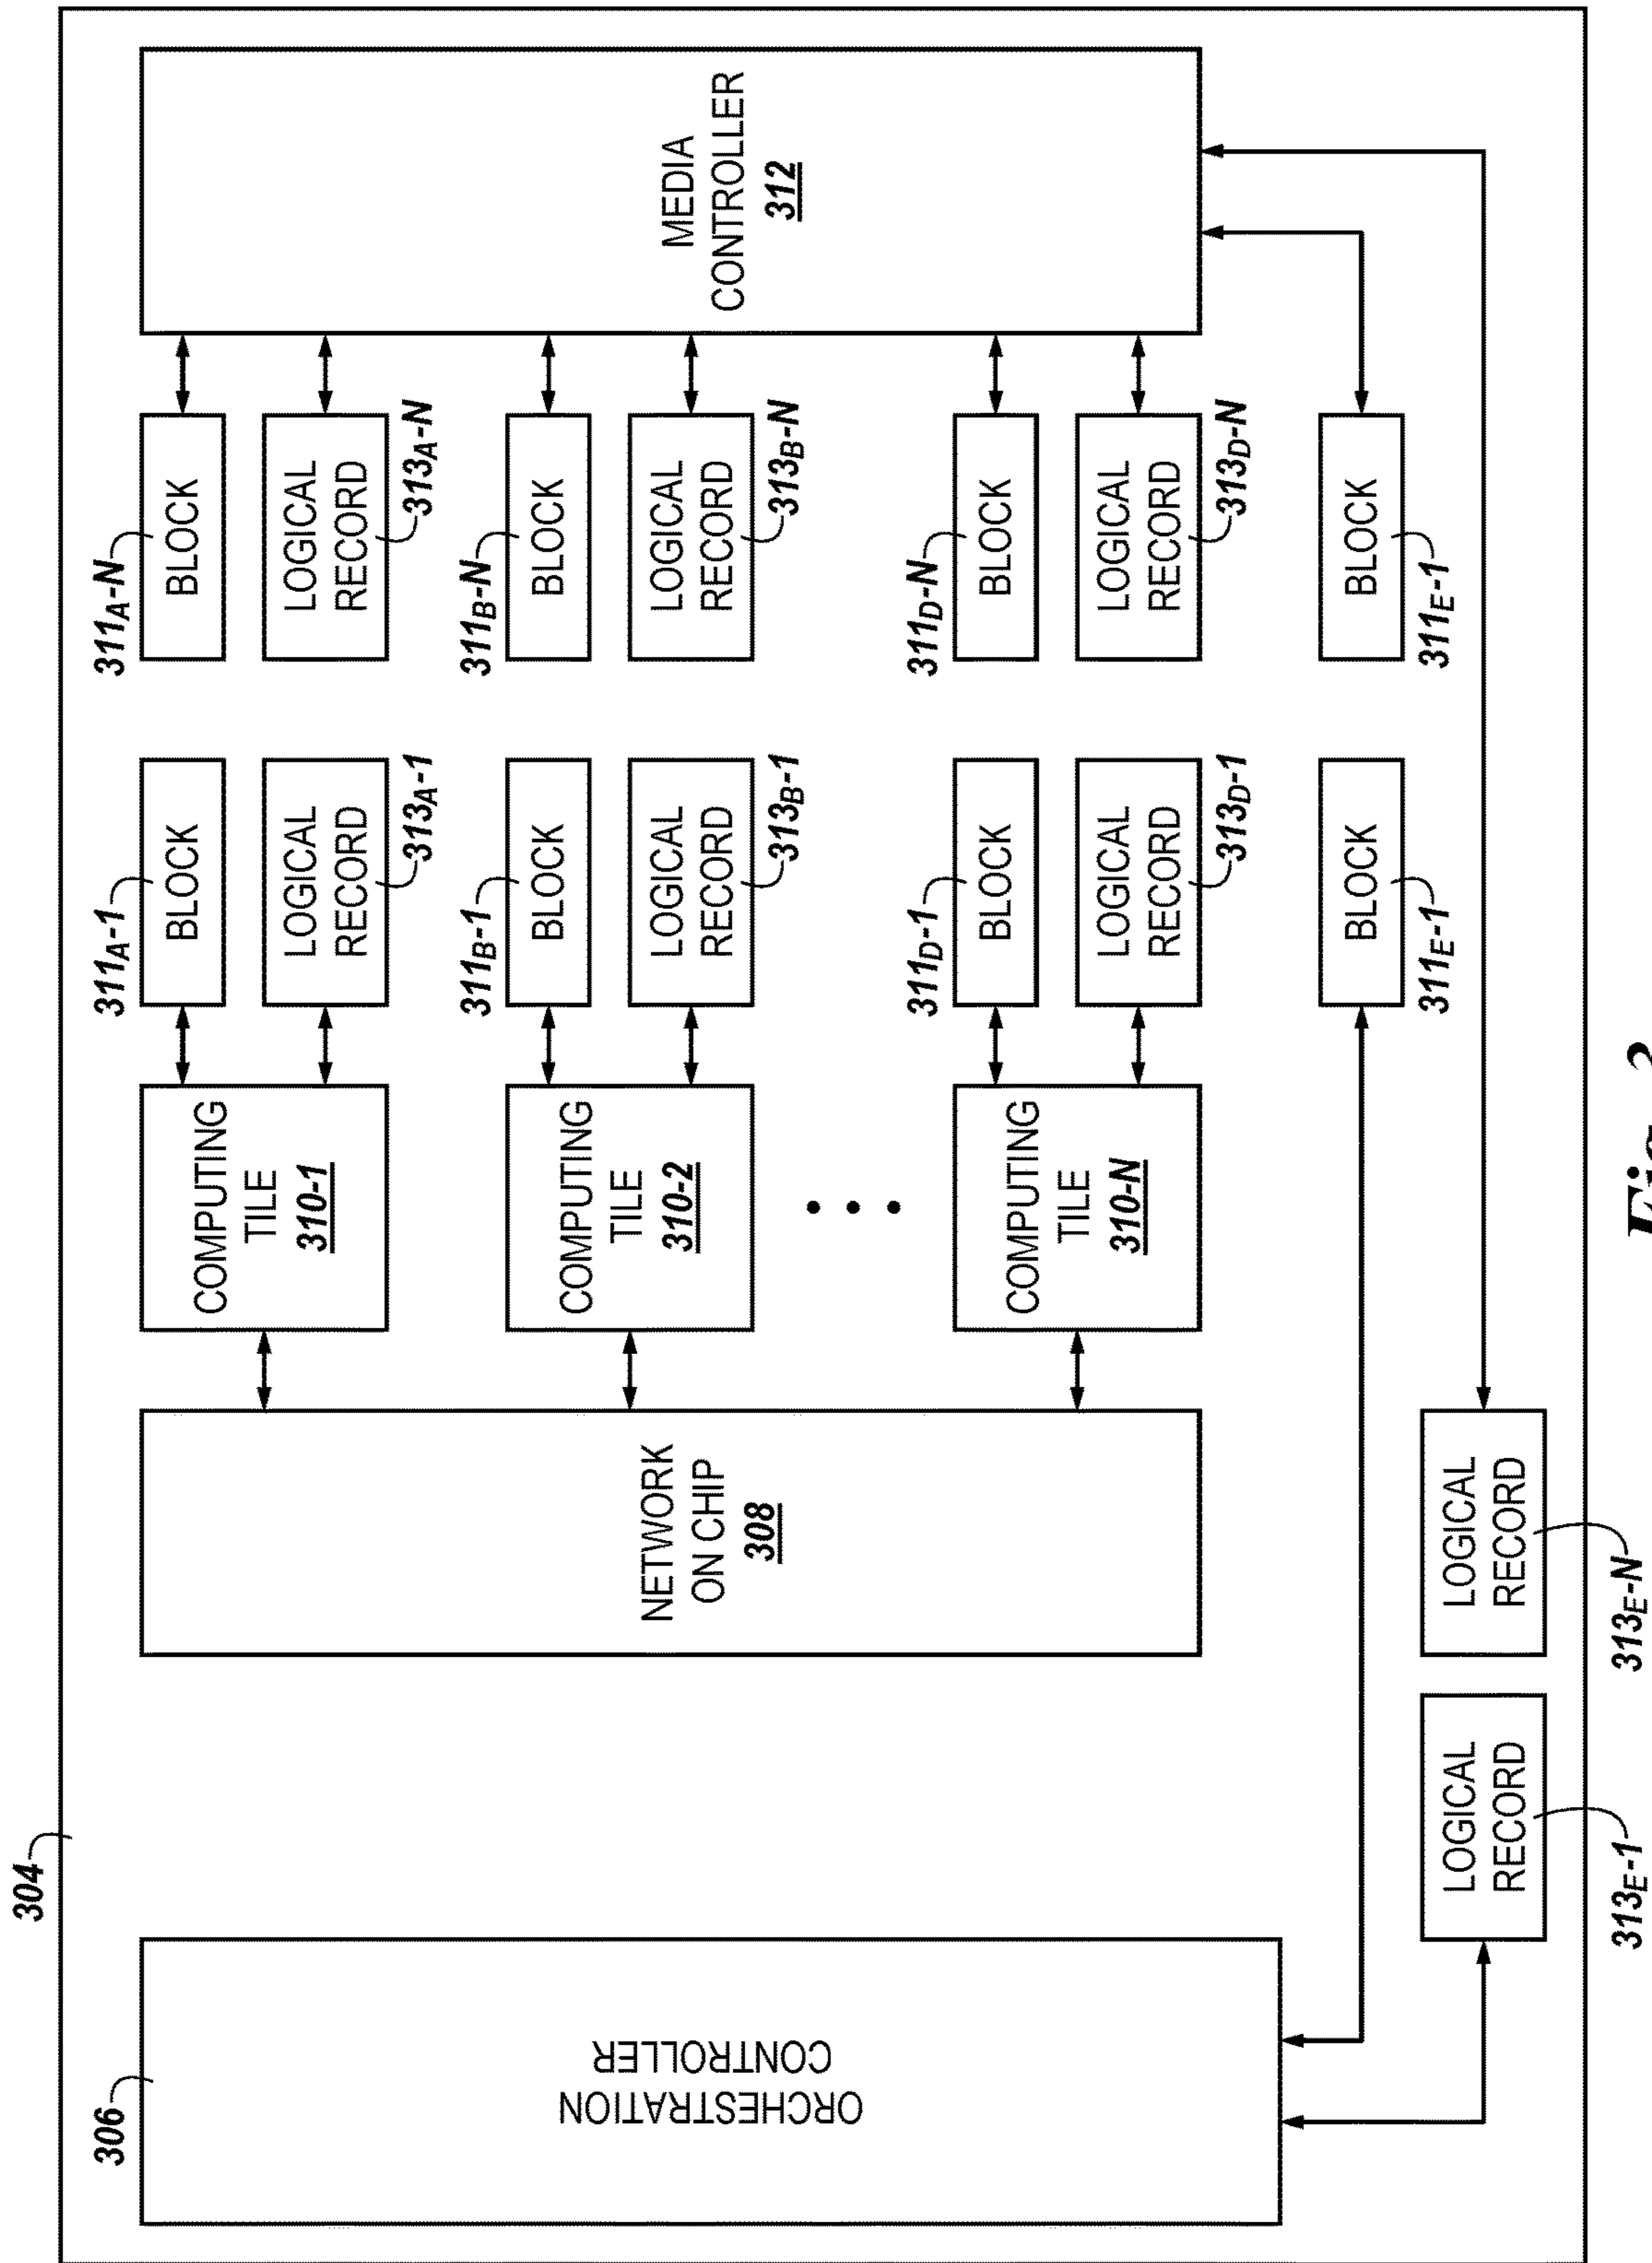 304
306
ORCHESTRATION
CONTROLLER
NETWORK
ON CHIP
308
COMPUTING
TILE
310-1
311A-1
BLOCK
LOGICAL
RECORD
313A-1
311A-N
BLOCK
LOGICAL
RECORD
313A-N
COMPUTING
TILE
310-2
311B-1
BLOCK
LOGICAL
RECORD
313B-1
311B-N
BLOCK
LOGICAL
RECORD
313B-N
COMPUTING
TILE
310-N
311D-1
BLOCK
LOGICAL
RECORD
313D-1
311D-N
BLOCK
LOGICAL
RECORD
313D-N
MEDIA
CONTROLLER
312
BLOCK
311E-1
BLOCK
311E-1
LOGICAL
RECORD
313E-1
LOGICAL
RECORD
313E-N
Fig.